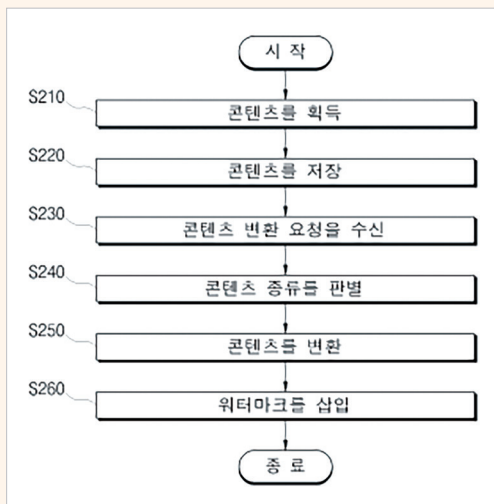 시 작
S210
콘텐츠를 획득
S220
콘텐츠를 저장
S230
콘텐츠 변환 요청을 수신
S240
콘텐츠 종류를 판별
S250
콘텐츠를 변환
S260
워터마크를 삽입
종 료